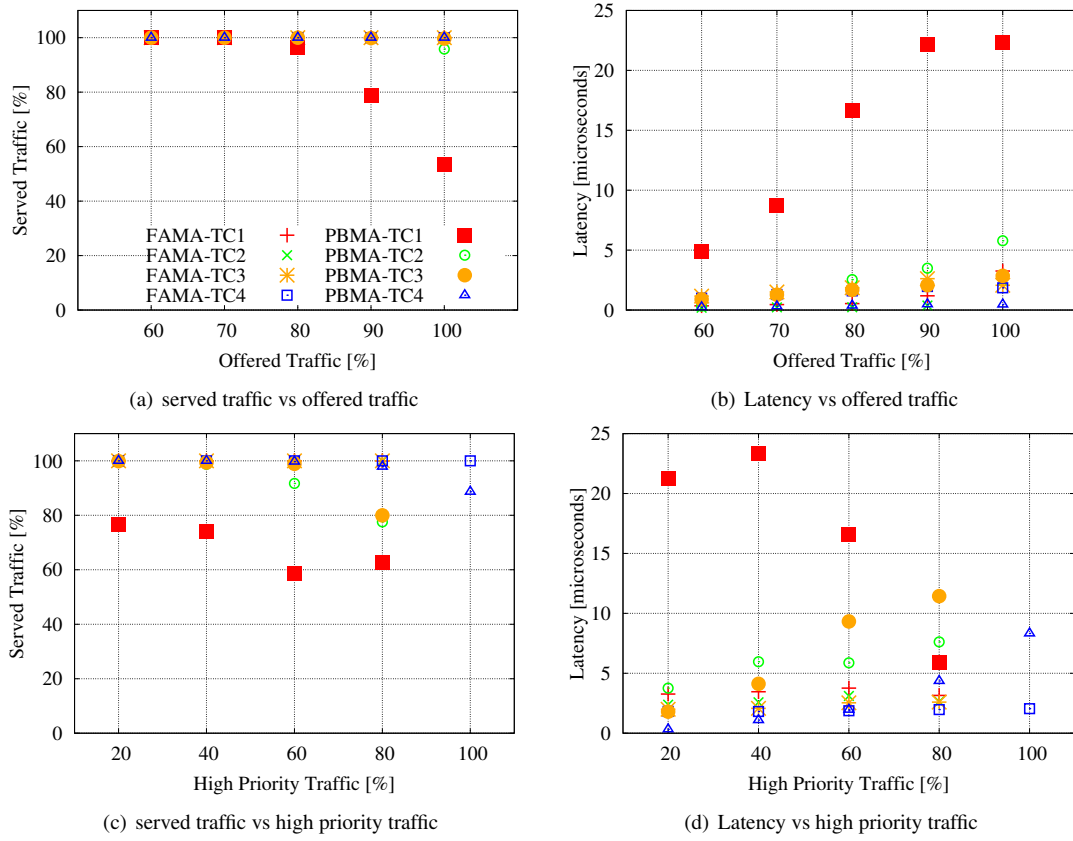 100
80
60
40
20
0
Served Traffic [%]
FAMA-TC1 PBMA-TC1
FAMA-TC2 PBMA-TC2
FAMA-TC3 PBMA-TC3
FAMA-TC4 PBMA-TC4
60 70 80 90 100
Offered Traffic [%]
(a) served traffic vs offered traffic
25
20
15
10
5
0
Latency [microseconds]
60 70 80 90 100
Offered Traffic [%]
(b) Latency vs offered traffic
100
80
60
40
20
0
Served Traffic [%]
20 40 60 80 100
High Priority Traffic [%]
(c) served traffic vs high priority traffic
25
20
15
10
5
0
Latency [microseconds]
20 40 60 80 100
High Priority Traffic [%]
(d) Latency vs high priority traffic